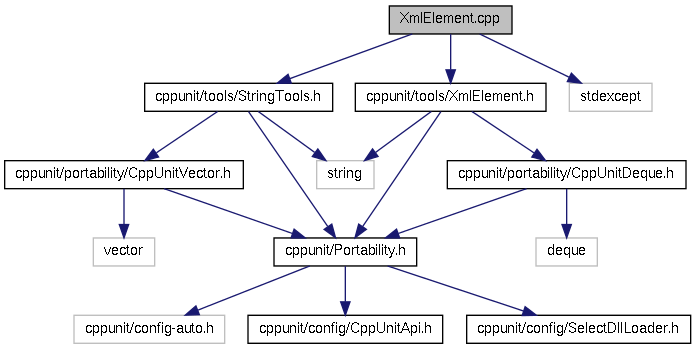 XmlElement.cpp
cppunit/tools/StringTools.h
cppunit/tools/XmlElement.h
stdexcept
cppunit/portability/CppUnitVector.h
string
cppunit/portability/CppUnitDeque.h
vector
cppunit/Portability.h
deque
cppunit/config-auto.h
cppunit/config/CppUnitApi.h
cppunit/config/SelectDllLoader.h